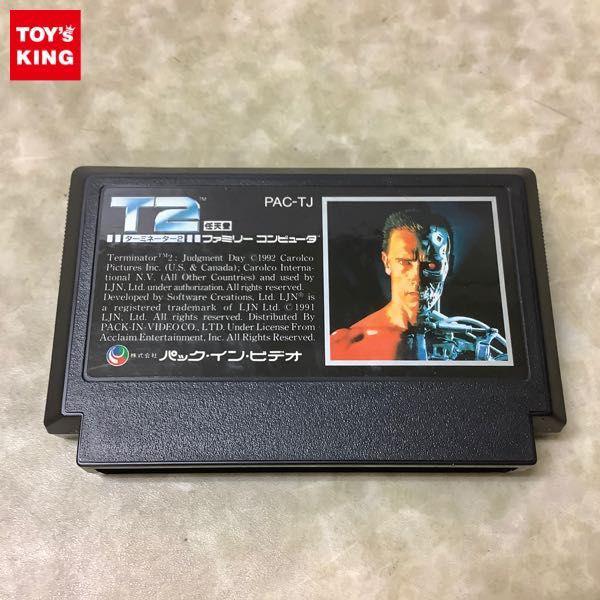 TOY'S
KING
T2™
PAC-TJ
任天堂
ターミネーター2
ファミリー コンピュータ™
Terminator™2: Judgment Day ©1992 Carolco
Pictures Inc. (U.S. & Canada); Carolco Interna-
tional N.V. (All Other Countries) and used by
LJN, Ltd. under authorization. All rights reserved.
Developed by Software Creations, Ltd. LJN® is
a registered trademark of LJN Ltd. ©1991
LJN, Ltd. All rights reserved. Distributed By
PACK-IN-VIDEO CO., LTD. Under License From
Acclaim Entertainment, Inc. All Rights Reserved.
株式会社 パック・イン・ビデオ